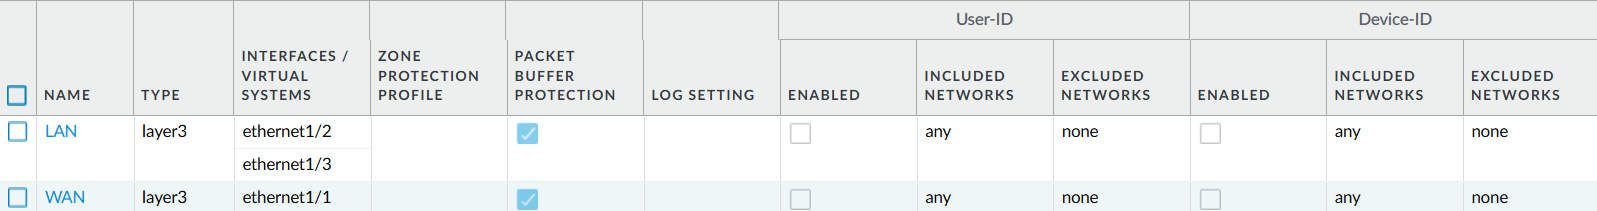 User-ID Device-ID
INTERFACES / VIRTUAL SYSTEMS
ZONE PROTECTION PROFILE
PACKET BUFFER PROTECTION
INCLUDED NETWORKS
EXCLUDED NETWORKS
INCLUDED NETWORKS
EXCLUDED NETWORKS
NAME TYPE LOG SETTING ENABLED ENABLED
LAN layer3 ethernet1/2 any none any none
ethernet1/3
WAN layer3 ethernet1/1 any none any none